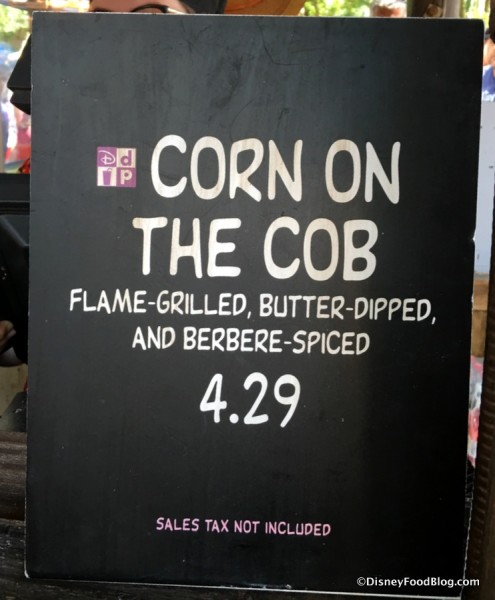 Ddp CORN ON
THE COB
FLAME-GRILLED, BUTTER-DIPPED,
AND BERBERE-SPICED
4.29
SALES TAX NOT INCLUDED
©DisneyFoodBlog.com